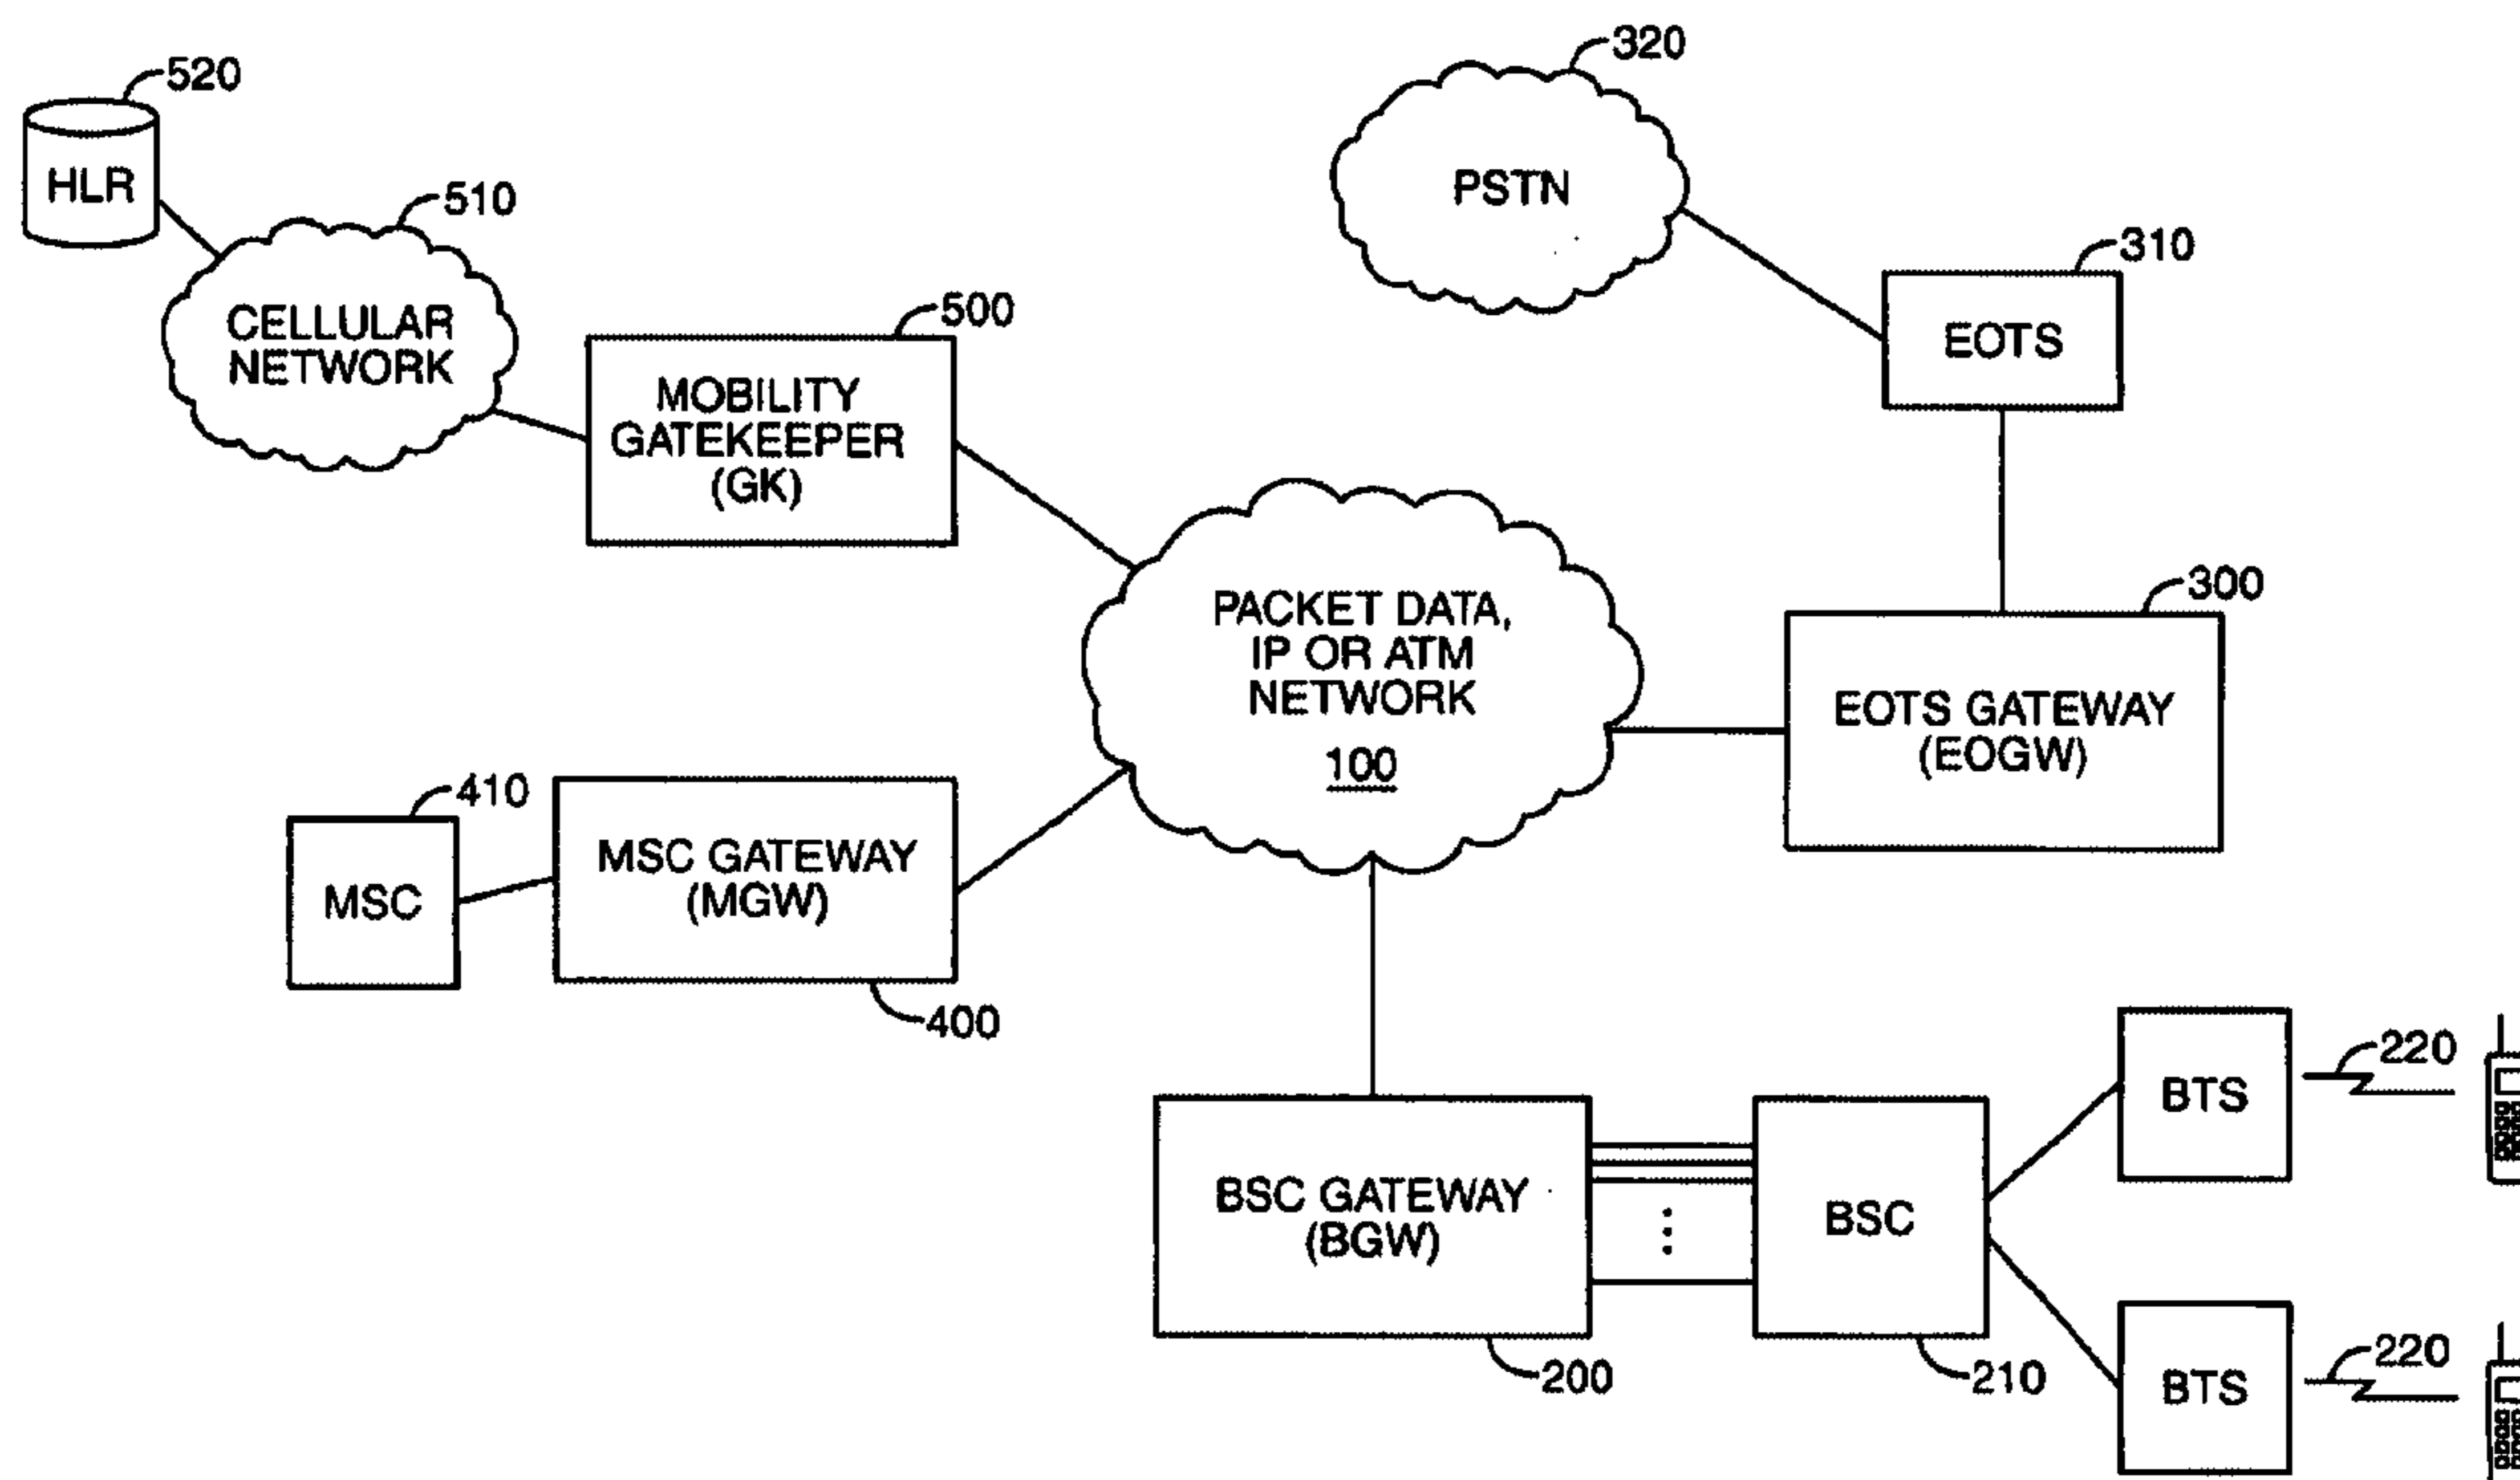 520
HLR
510
CELLULAR
NETWORK
500
MOBILITY
GATEKEEPER
(GK)
320
PSTN
310
EOTS
300
EOTS GATEWAY
(EOGW)
PACKET DATA,
IP OR ATM
NETWORK
100
410
MSC
MSC GATEWAY
(MGW)
400
BSC GATEWAY
(BGW)
200
BSC
210
BTS
220
BTS
220